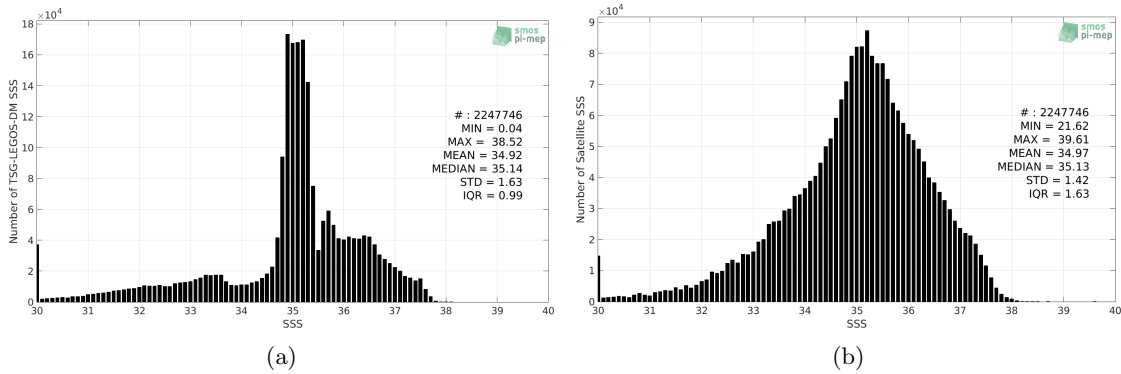 ×10⁴
18
16
14
12
10
8
6
4
2
0
Number of TSG-LEGOS-DM SSS
smos
pi-mep
# : 2247746
MIN = 0.04
MAX = 38.52
MEAN = 34.92
MEDIAN = 35.14
STD = 1.63
IQR = 0.99
30 31 32 33 34 35 36 37 38 39 40
SSS
(a)
×10⁴
9
8
7
6
5
4
3
2
1
0
Number of Satellite SSS
smos
pi-mep
# : 2247746
MIN = 21.62
MAX = 39.61
MEAN = 34.97
MEDIAN = 35.13
STD = 1.42
IQR = 1.63
30 31 32 33 34 35 36 37 38 39 40
SSS
(b)